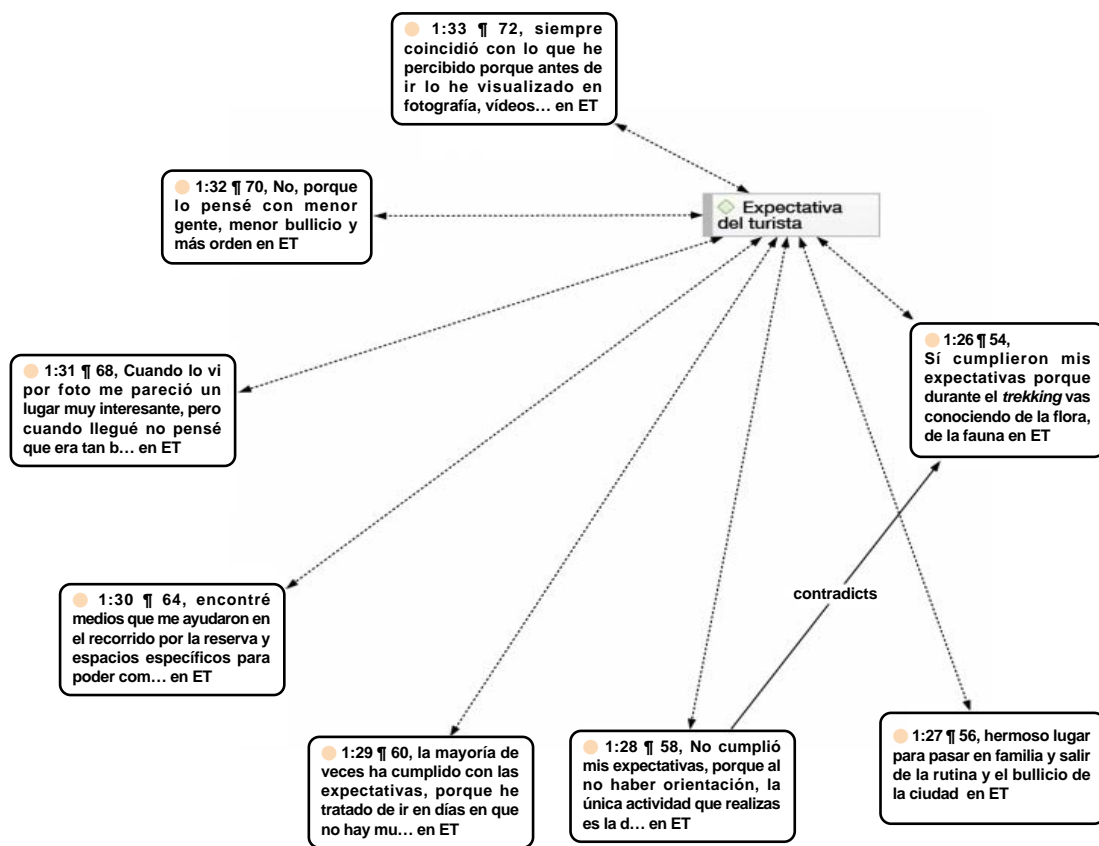 1:33 ¶ 72, siempre
coincidió con lo que he
percibido porque antes de
ir lo he visualizado en
fotografía, vídeos… en ET
1:32 ¶ 70, No, porque
lo pensé con menor
gente, menor bullicio y
más orden en ET
Expectativa
del turista
1:31 ¶ 68, Cuando lo vi
por foto me pareció un
lugar muy interesante, pero
cuando llegué no pensé
que era tan b… en ET
1:26 ¶ 54,
Sí cumplieron mis
expectativas porque
durante el trekking vas
conociendo de la flora,
de la fauna en ET
1:30 ¶ 64, encontré
medios que me ayudaron en
el recorrido por la reserva y
espacios específicos para
poder com… en ET
contradicts
1:29 ¶ 60, la mayoría de
veces ha cumplido con las
expectativas, porque he
tratado de ir en días en que
no hay mu… en ET
1:28 ¶ 58, No cumplió
mis expectativas, porque al
no haber orientación, la
única actividad que realizas
es la d… en ET
1:27 ¶ 56, hermoso lugar
para pasar en familia y salir
de la rutina y el bullicio de
la ciudad en ET